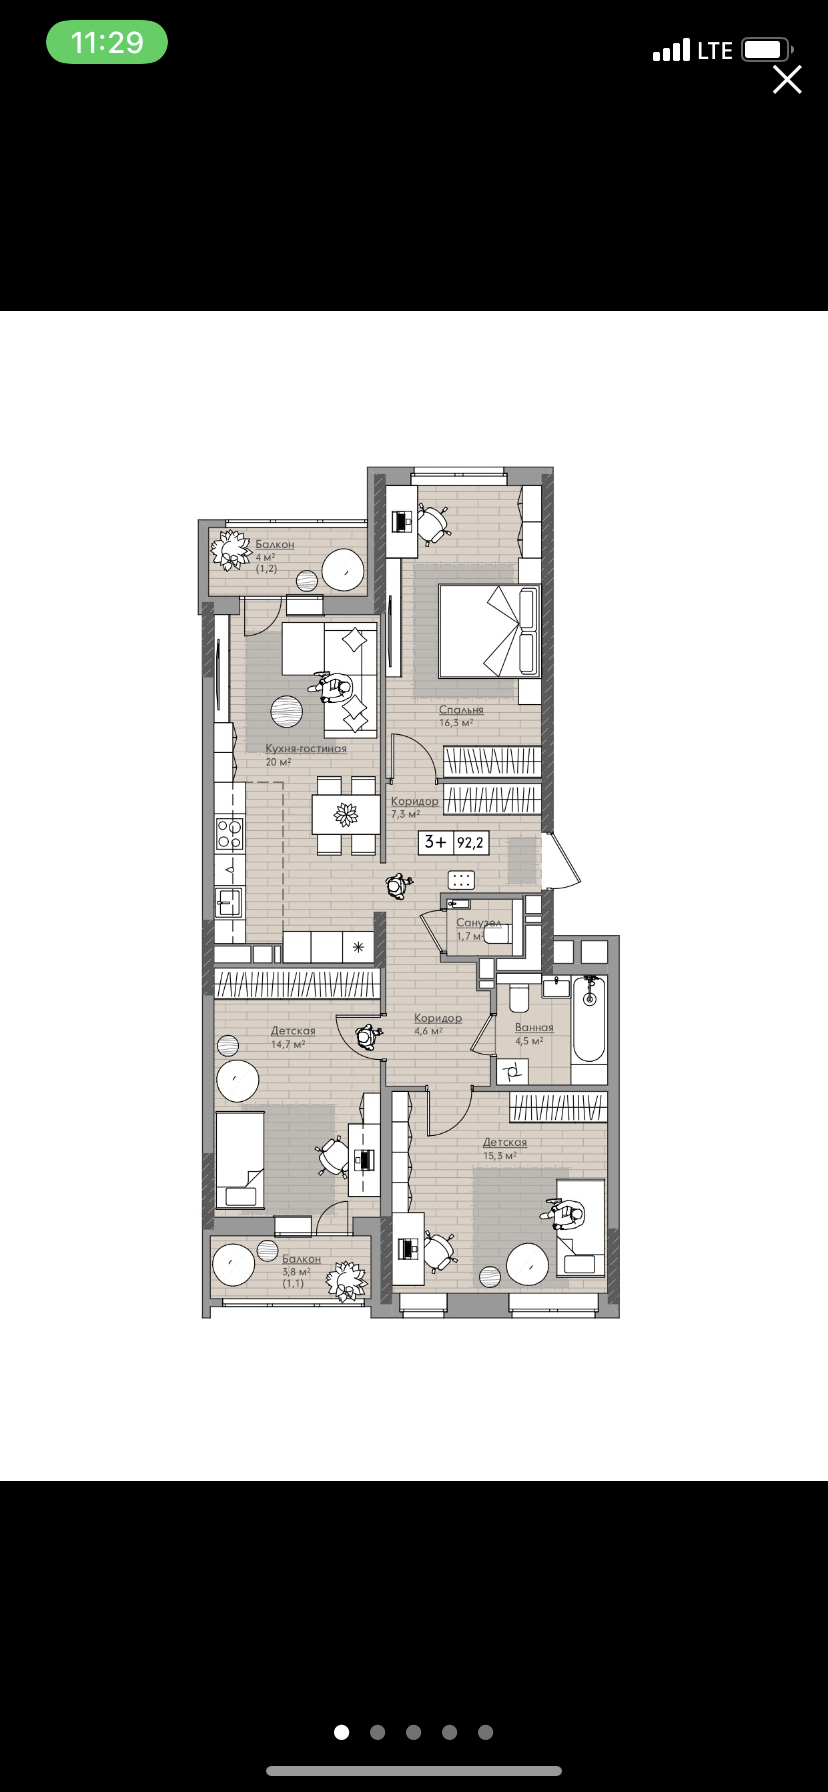 11:29
LTE
Балкон
4 м²
(1,2)
Спальня
16,3 м²
Кухня-гостиная
20 м²
Коридор
7,3 м²
3+ 92,2
Санузел
1,7 м²
Коридор
4,6 м²
Ванная
4,5 м²
Детская
14,7 м²
Детская
15,3 м²
Балкон
3,8 м²
(1,1)